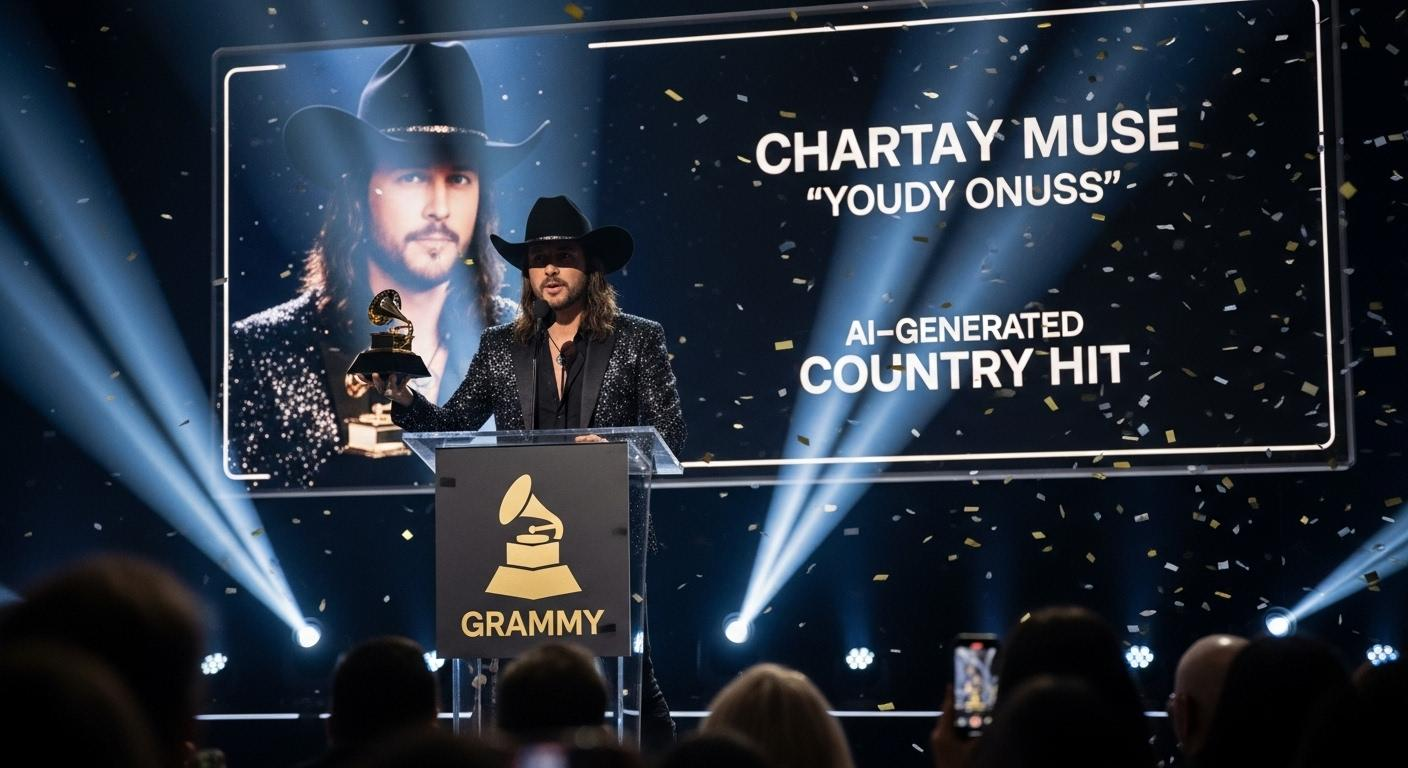 CHARTAY MUSE
“YOUDY ONUSS”
AI–GENERATED
COUNTRY HIT
GRAMMY